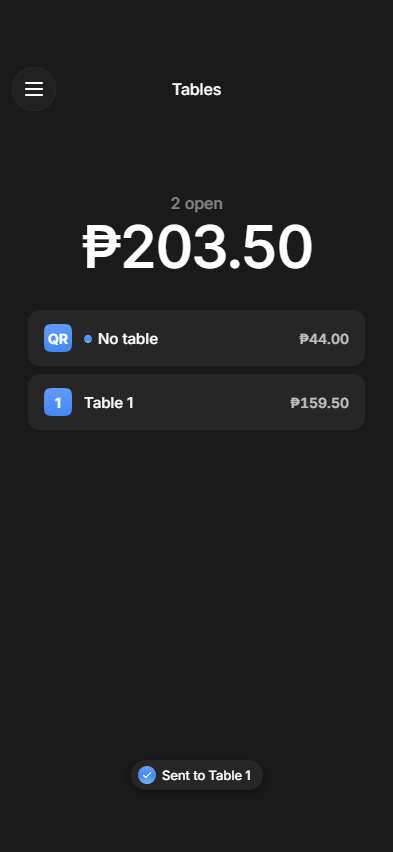 Tables
2 open
₱203.50
QR No table ₱44.00
1 Table 1 ₱159.50
Sent to Table 1